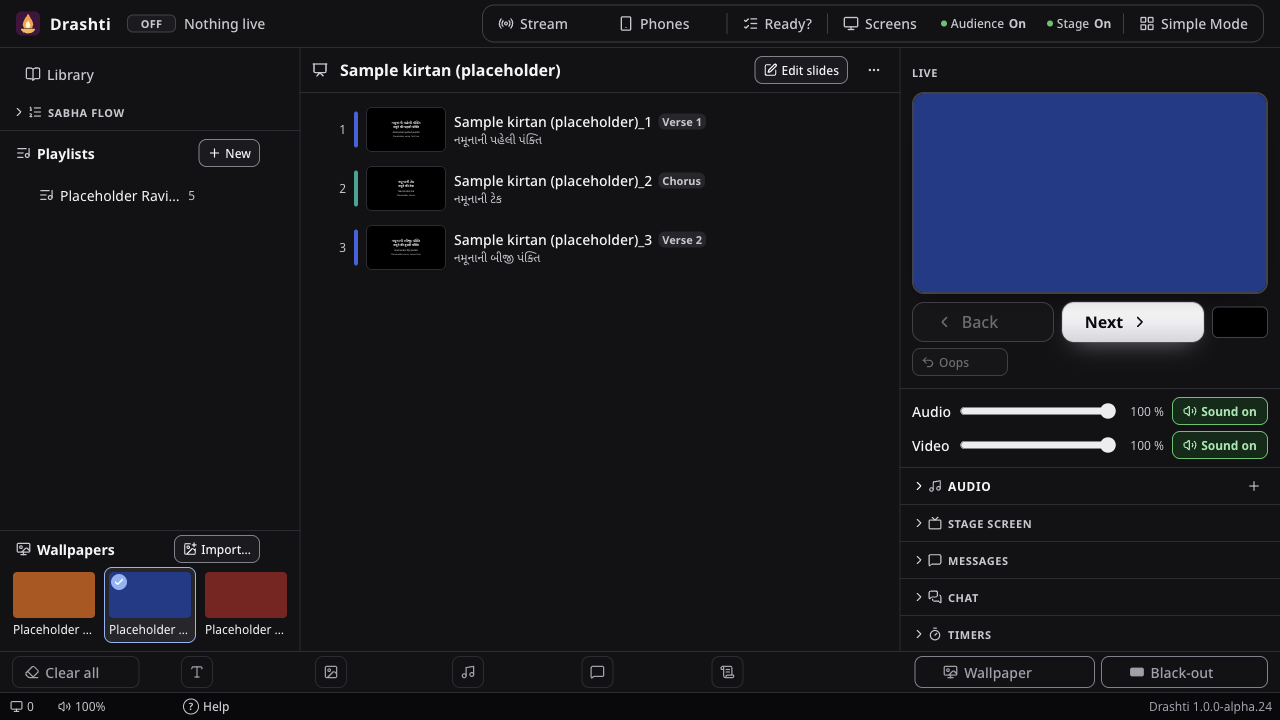 Drashti
OFF
Nothing live
Stream
Phones
Ready?
Screens
Audience On
Stage On
Simple Mode
Library
SABHA FLOW
Playlists
New
Placeholder Ravi...
5
Sample kirtan (placeholder)
Edit slides
1
Sample kirtan (placeholder)_1 Verse 1
નમૂનાની પહેલી પંક્તિ
2
Sample kirtan (placeholder)_2 Chorus
નમૂનાની ટેક
3
Sample kirtan (placeholder)_3 Verse 2
નમૂનાની બીજી પંક્તિ
LIVE
Back
Next
Oops
Audio
100 %
Sound on
Video
100 %
Sound on
AUDIO
STAGE SCREEN
MESSAGES
CHAT
TIMERS
Wallpapers
Import...
Placeholder ...
Placeholder ...
Placeholder ...
Clear all
Wallpaper
Black-out
0
100%
Help
Drashti 1.0.0-alpha.24